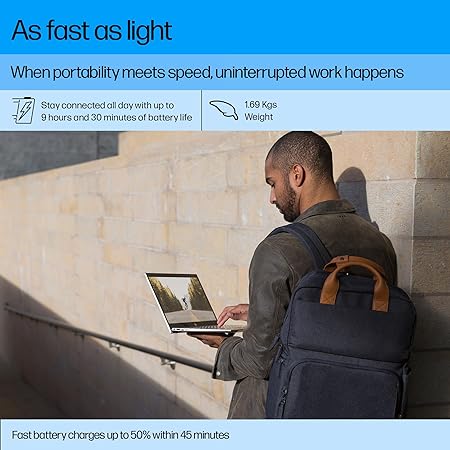 As fast as light
When portability meets speed, uninterrupted work happens
Stay connected all day with up to
9 hours and 30 minutes of battery life
1.69 Kgs
Weight
Fast battery charges up to 50% within 45 minutes